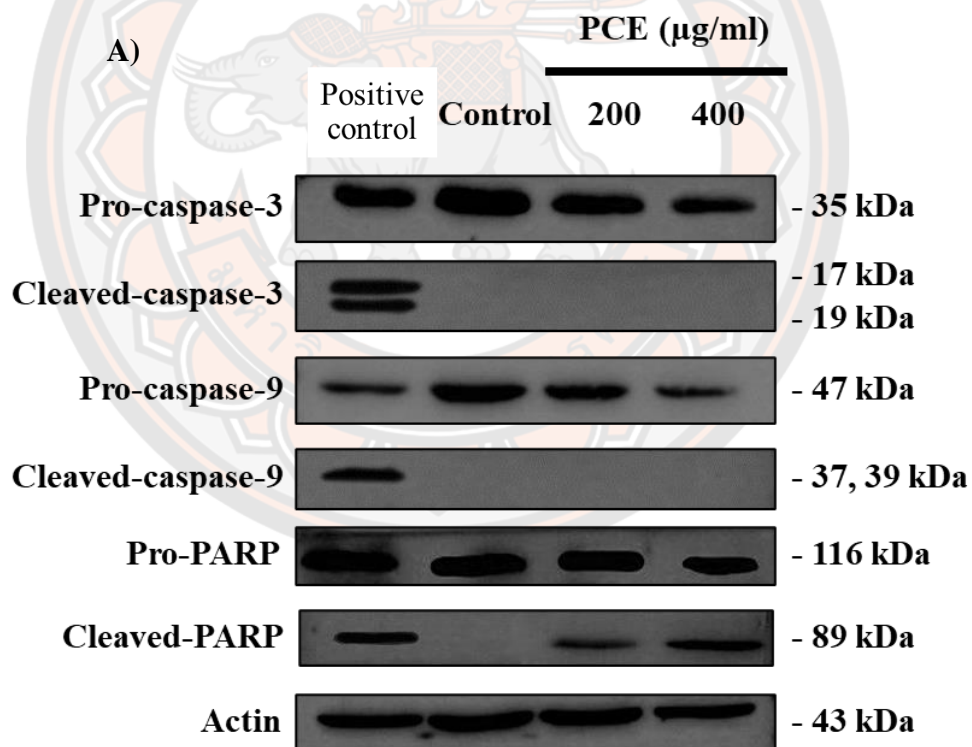 A)
PCE (µg/ml)
Positive control
Control
200
400
Pro-caspase-3
- 35 kDa
Cleaved-caspase-3
- 17 kDa
- 19 kDa
Pro-caspase-9
- 47 kDa
Cleaved-caspase-9
- 37, 39 kDa
Pro-PARP
- 116 kDa
Cleaved-PARP
- 89 kDa
Actin
- 43 kDa